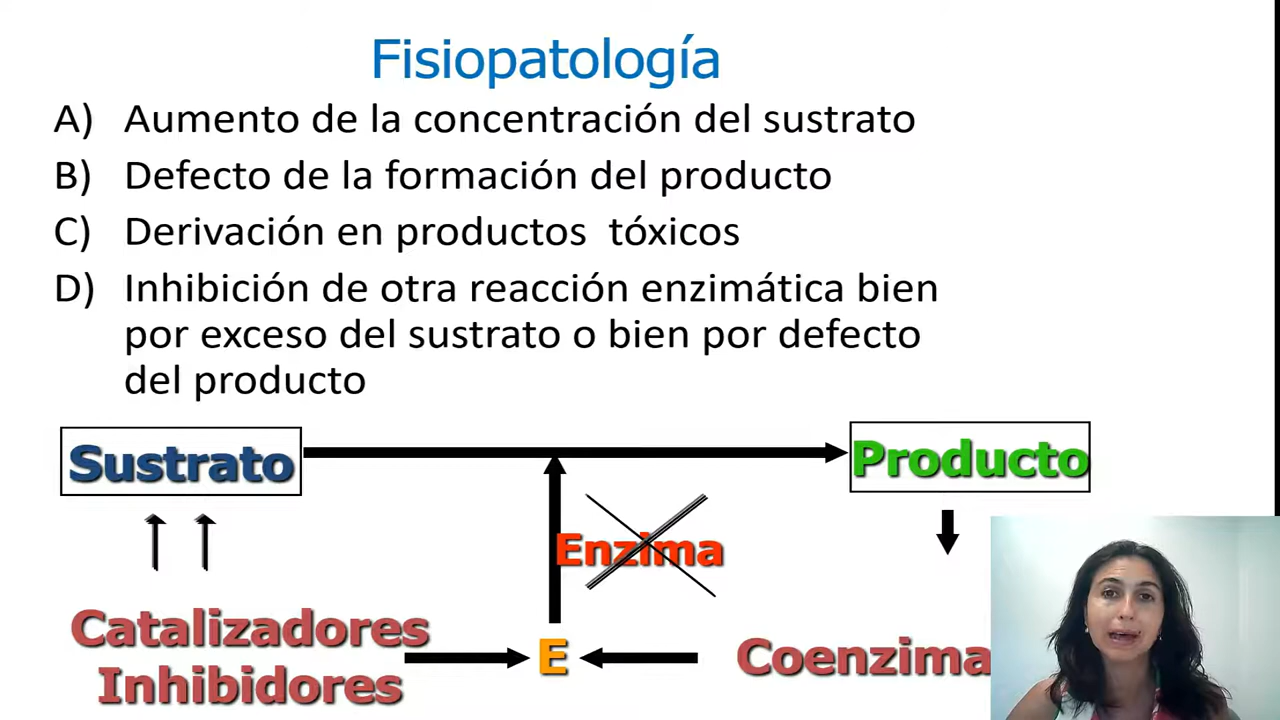 Fisiopatología
A) Aumento de la concentración del sustrato
B) Defecto de la formación del producto
C) Derivación en productos tóxicos
D) Inhibición de otra reacción enzimática bien
por exceso del sustrato o bien por defecto
del producto
Sustrato
Producto
Enzima
Catalizadores
Inhibidores
E
Coenzima